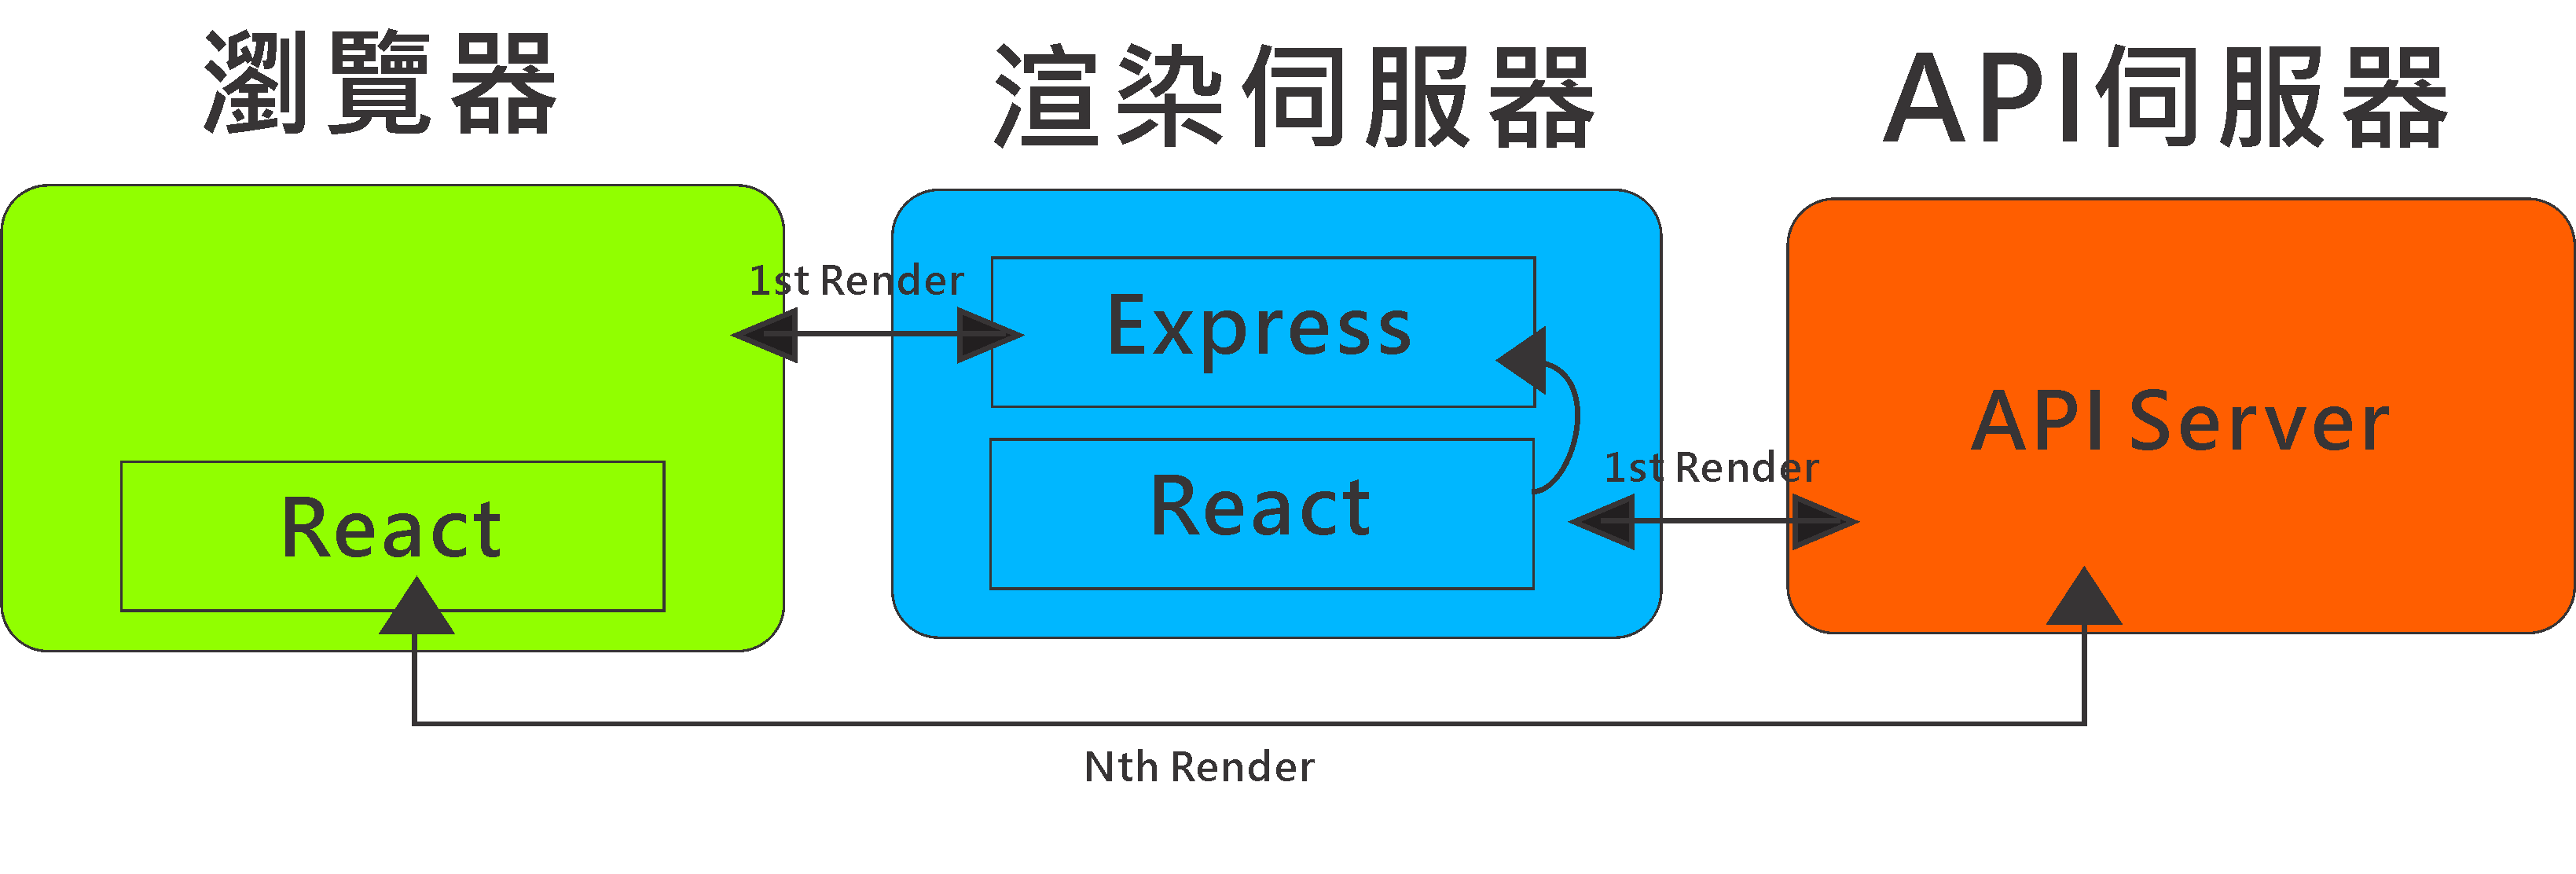 瀏覽器
渲染伺服器
API伺服器
1st Render
Express
API Server
1st Render
React
React
Nth Render